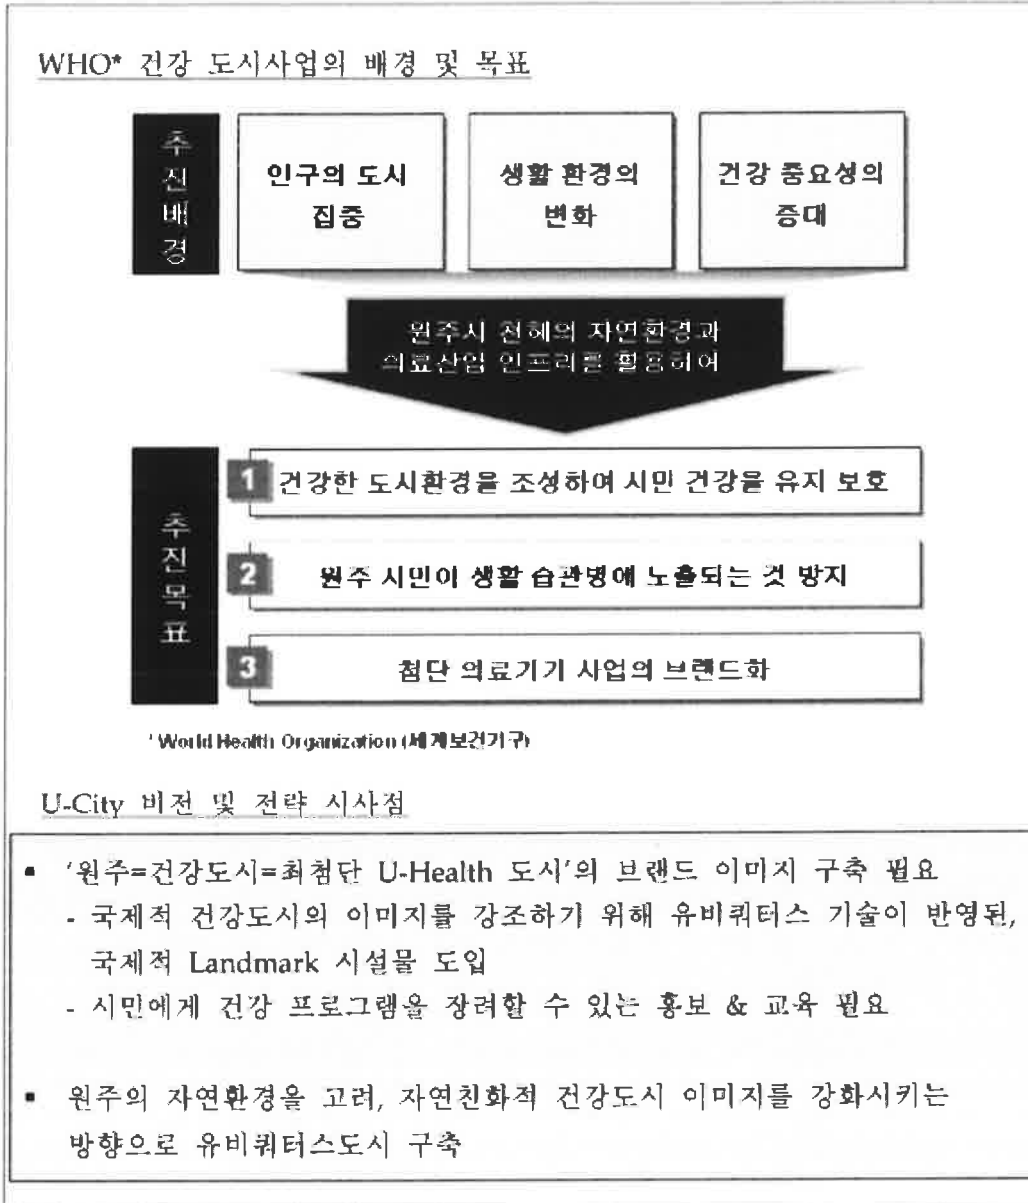 WHO* 건강 도시사업의 배경 및 목표
추진배경
인구의 도시
집중
생활 환경의
변화
건강 중요성의
증대
원주시 천혜의 자연환경과
의료산업 인프라를 활용하여
추진목표
1 건강한 도시환경을 조성하여 시민 건강을 유지 보호
2 원주 시민이 생활 습관병에 노출되는 것 방지
3 첨단 의료기기 사업의 브랜드화
* World Health Organization (세계보건기구)
U-City 비전 및 전략 시사점
▪ '원주=건강도시=최첨단 U-Health 도시'의 브랜드 이미지 구축 필요
- 국제적 건강도시의 이미지를 강조하기 위해 유비쿼터스 기술이 반영된,
국제적 Landmark 시설물 도입
- 시민에게 건강 프로그램을 장려할 수 있는 홍보 & 교육 필요
▪ 원주의 자연환경을 고려, 자연친화적 건강도시 이미지를 강화시키는
방향으로 유비쿼터스도시 구축